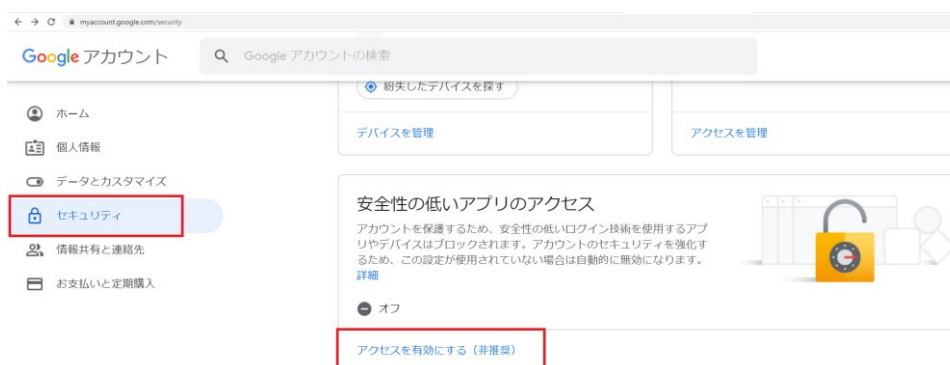 myaccount.google.com/security
Google アカウント
Google アカウントの検索
紛失したデバイスを探す
ホーム
デバイスを管理
アクセスを管理
個人情報
データとカスタマイズ
セキュリティ
安全性の低いアプリのアクセス
アカウントを保護するため、安全性の低いログイン技術を使用するアプ
リやデバイスはブロックされます。アカウントのセキュリティを強化す
るため、この設定が使用されていない場合は自動的に無効になります。
詳細
情報共有と連絡先
お支払いと定期購入
オフ
アクセスを有効にする（非推奨）